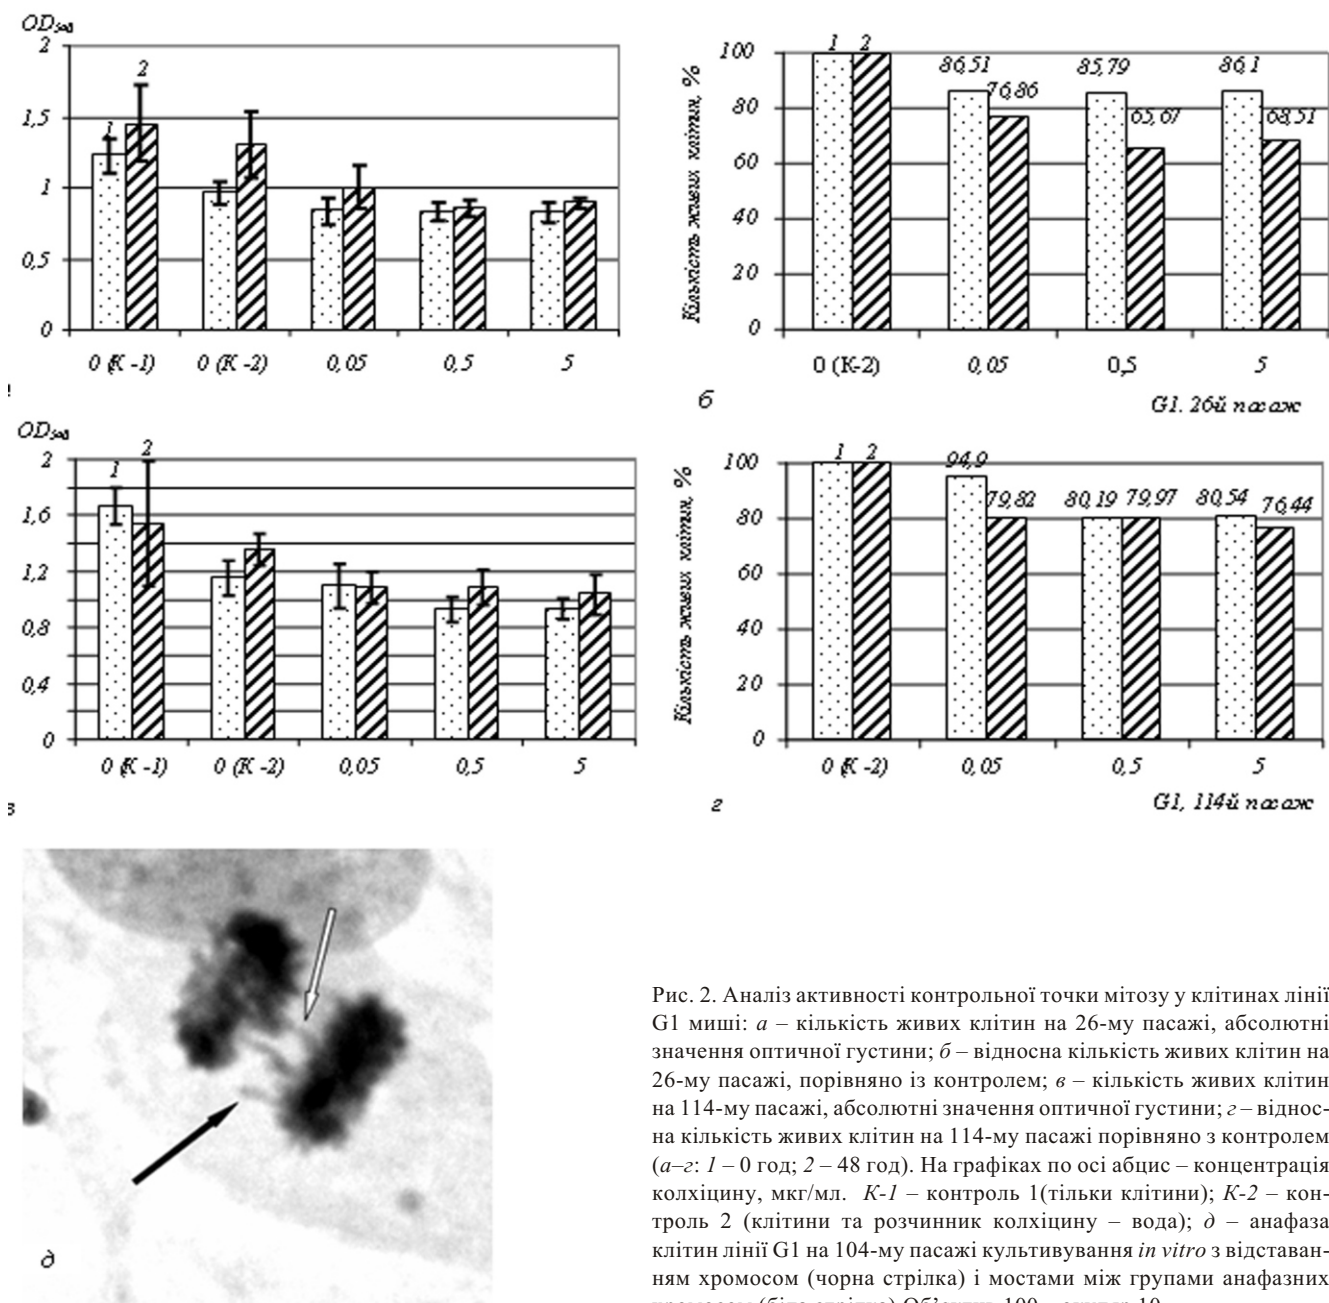 OD₅₄₀
2
1,5
1
0,5
0
1
2
0 (К -1)
0 (К -2)
0,05
0,5
5
Кількість живих клітин, %
100
80
60
40
20
0
1
2
86,51
76,86
85,79
65,67
86,1
68,51
0 (К-2)
0,05
0,5
5
б
G1. 26-й пасаж
OD₅₄₀
2
1,6
1,2
0,8
0,4
0
1
2
0 (К -1)
0 (К -2)
0,05
0,5
5
в
Кількість живих клітин, %
100
80
60
40
20
0
1
2
94,9
79,82
80,19
79,97
80,54
76,44
0 (К -2)
0,05
0,5
5
г
G1, 114-й пасаж
д
Рис. 2. Аналіз активності контрольної точки мітозу у клітинах лінії
G1 миші: а – кількість живих клітин на 26-му пасажі, абсолютні
значення оптичної густини; б – відносна кількість живих клітин на
26-му пасажі, порівняно із контролем; в – кількість живих клітин
на 114-му пасажі, абсолютні значення оптичної густини; г – віднос-
на кількість живих клітин на 114-му пасажі порівняно з контролем
(а–г: 1 – 0 год; 2 – 48 год). На графіках по осі абцис – концентрація
колхіцину, мкг/мл. К-1 – контроль 1(тільки клітини); К-2 – кон-
троль 2 (клітини та розчинник колхіцину – вода); д – анафаза
клітин лінії G1 на 104-му пасажі культивування in vitro з відставан-
ням хромосом (чорна стрілка) і мостами між групами анафазних